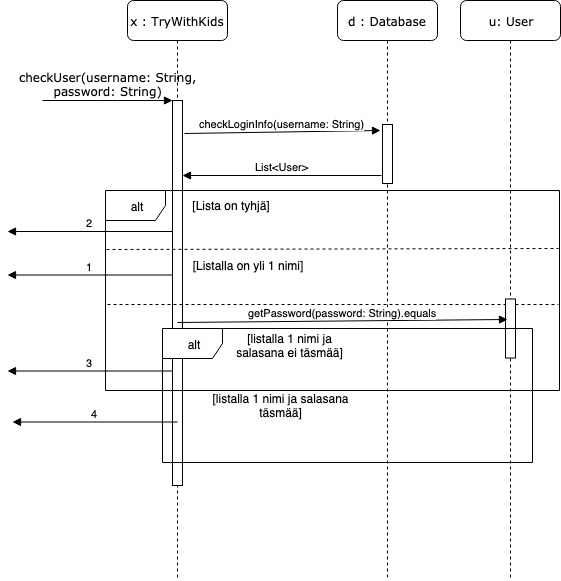 x : TryWithKids
d : Database
u: User
checkUser(username: String,
password: String)
checkLoginInfo(username: String)
List<User>
alt
[Lista on tyhjä]
2
1
[Listalla on yli 1 nimi]
getPassword(password: String).equals
alt
[listalla 1 nimi ja
salasana ei täsmää]
3
[listalla 1 nimi ja salasana
täsmää]
4